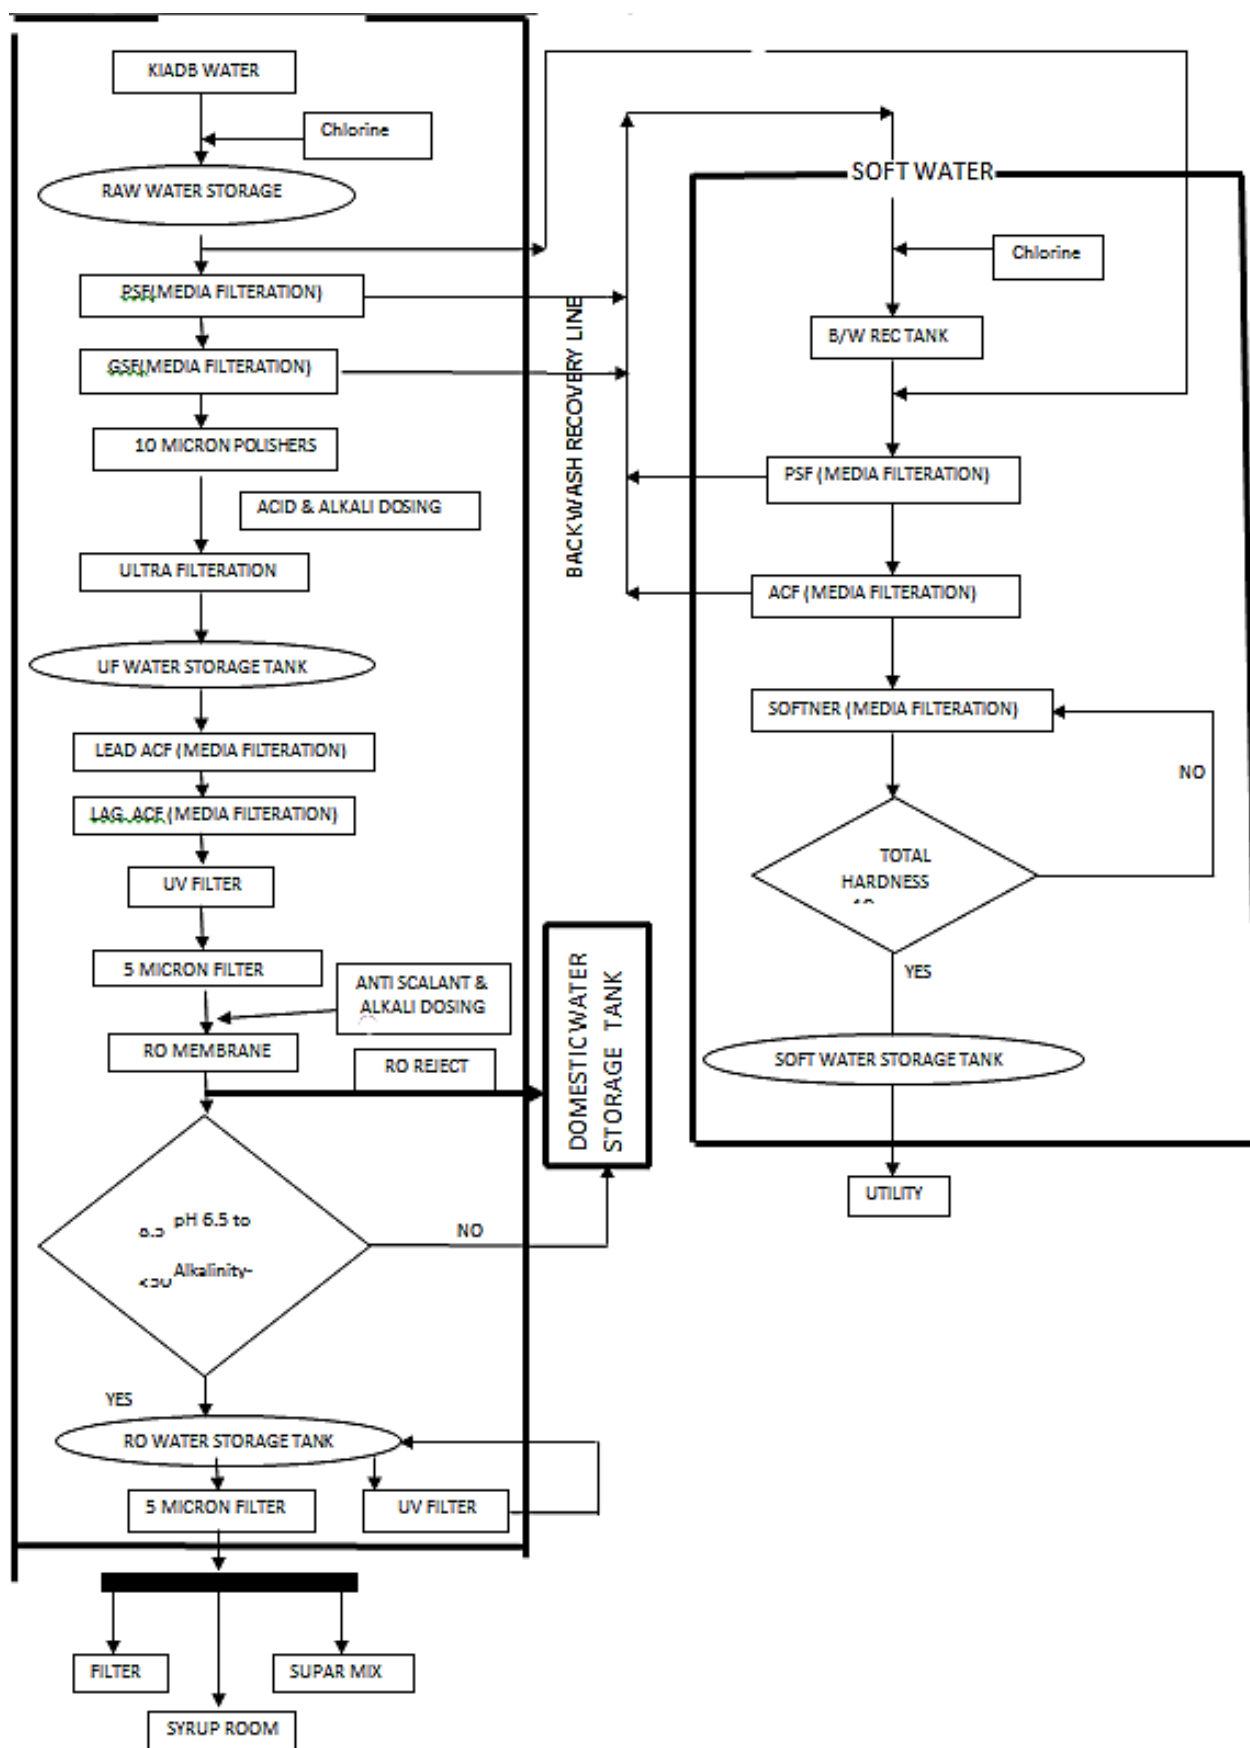 KIADB WATER
Chlorine
RAW WATER STORAGE
PSF(MEDIA FILTERATION)
GSF(MEDIA FILTERATION)
10 MICRON POLISHERS
ACID & ALKALI DOSING
ULTRA FILTERATION
UF WATER STORAGE TANK
LEAD ACF (MEDIA FILTERATION)
LAG ACF (MEDIA FILTERATION)
UV FILTER
5 MICRON FILTER
ANTI SCALANT &
ALKALI DOSING
RO MEMBRANE
RO REJECT
pH 6.5 to
Alkalinity-
NO
YES
RO WATER STORAGE TANK
5 MICRON FILTER
UV FILTER
FILTER
SUPAR MIX
SYRUP ROOM
BACKWASH RECOVERY LINE
DOMESTIC WATER
STORAGE TANK
SOFT WATER
Chlorine
B/W REC TANK
PSF (MEDIA FILTERATION)
ACF (MEDIA FILTERATION)
SOFTNER (MEDIA FILTERATION)
NO
TOTAL
HARDNESS
YES
SOFT WATER STORAGE TANK
UTILITY